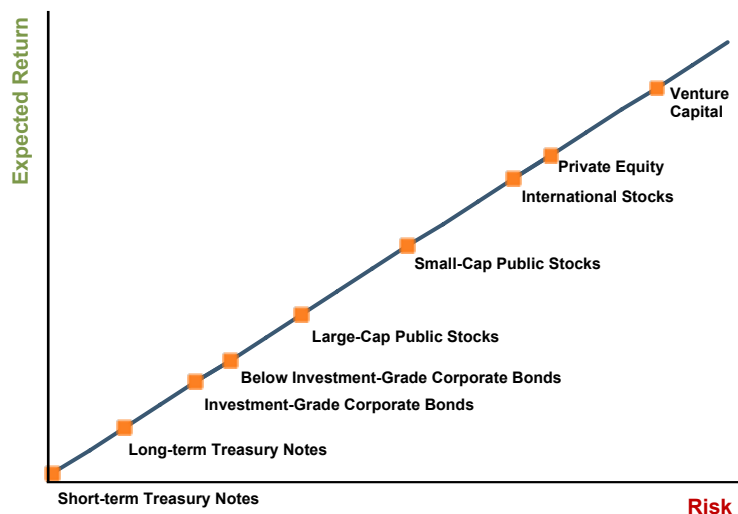 Expected Return
Venture
Capital
Private Equity
International Stocks
Small-Cap Public Stocks
Large-Cap Public Stocks
Below Investment-Grade Corporate Bonds
Investment-Grade Corporate Bonds
Long-term Treasury Notes
Short-term Treasury Notes
Risk